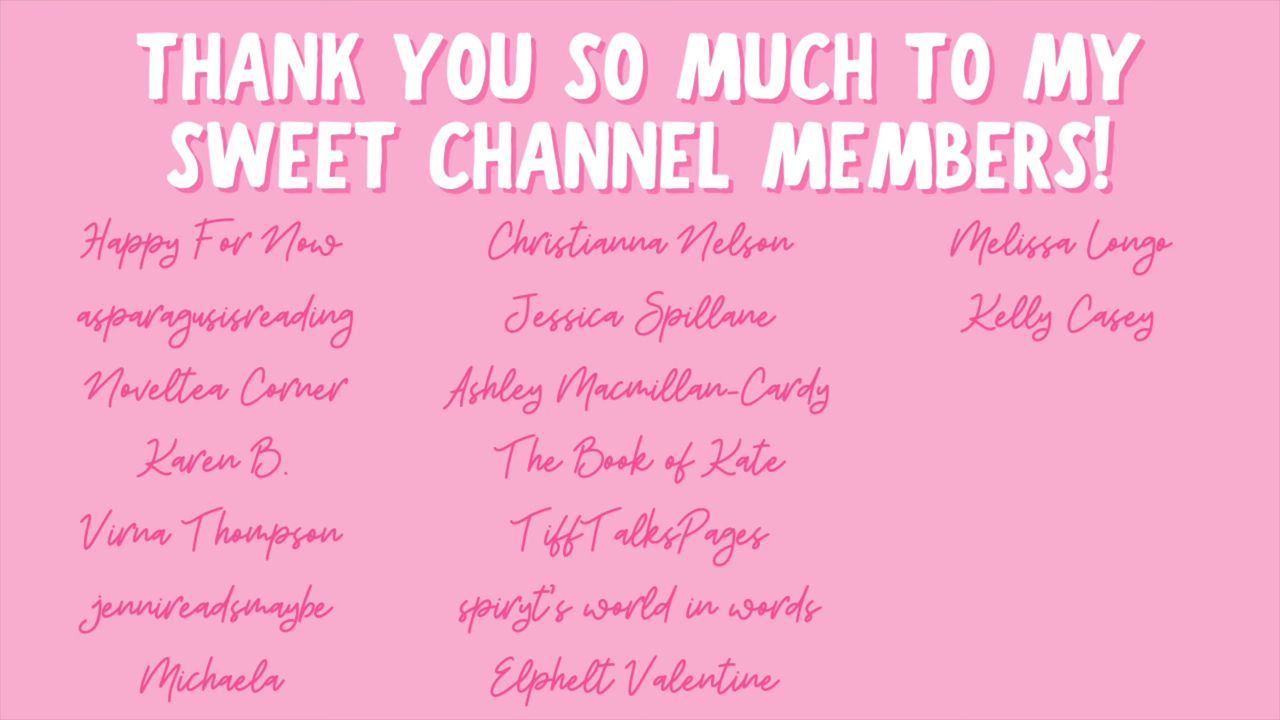 THANK YOU SO MUCH TO MY
SWEET CHANNEL MEMBERS!
Happy For Now
asparagusisreading
Noveltea Corner
Karen B.
Virna Thompson
jennireadsmaybe
Michaela
Christianna Nelson
Jessica Spillane
Ashley Macmillan-Cardy
The Book of Kate
TiffTalksPages
spiryt's world in words
Elphelt Valentine
Melissa Longo
Kelly Casey